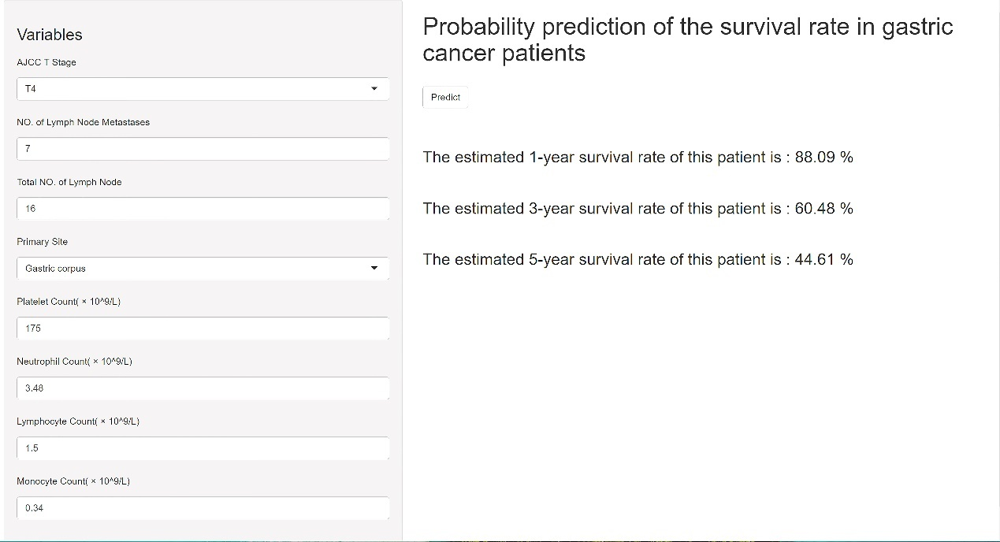 Variables
AJCC T Stage
T4
NO. of Lymph Node Metastases
7
Total NO. of Lymph Node
16
Primary Site
Gastric corpus
Platelet Count( × 10^9/L)
175
Neutrophil Count( × 10^9/L)
3.48
Lymphocyte Count( × 10^9/L)
1.5
Monocyte Count( × 10^9/L)
0.34
Probability prediction of the survival rate in gastric
cancer patients
Predict
The estimated 1-year survival rate of this patient is : 88.09 %
The estimated 3-year survival rate of this patient is : 60.48 %
The estimated 5-year survival rate of this patient is : 44.61 %